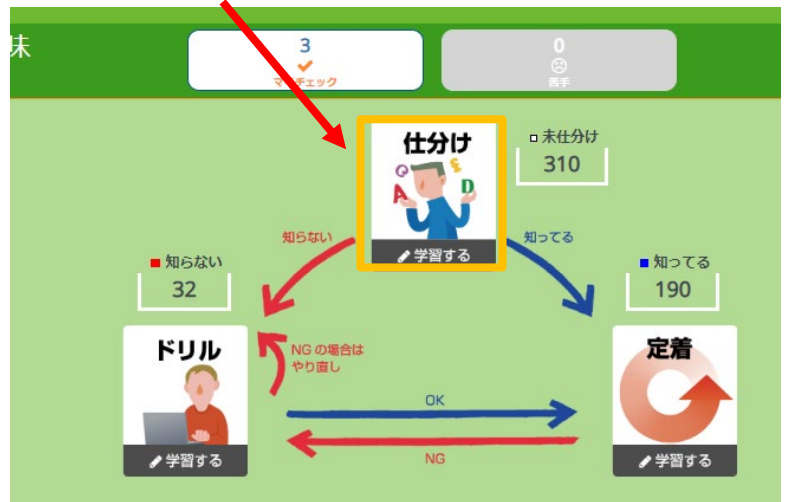 味
3
マイチェック
0
苦手
仕分け
Q £
A D
学習する
□ 未仕分け
310
知らない
知ってる
■ 知らない
32
■ 知ってる
190
ドリル
学習する
NG の場合は
やり直し
OK
NG
定着
学習する